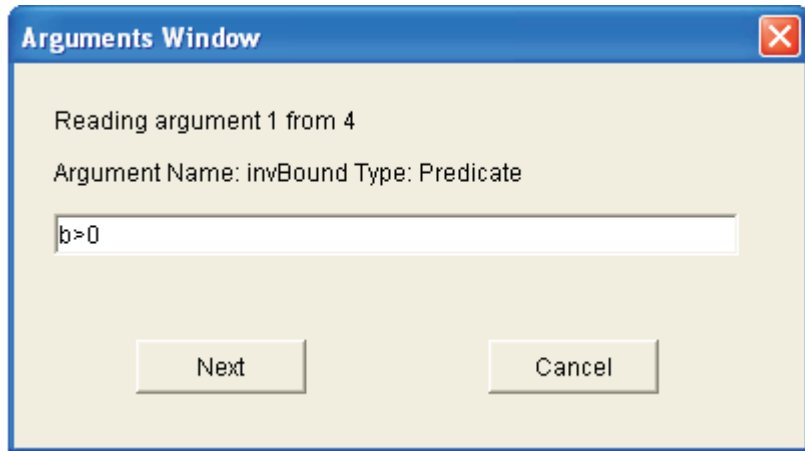 Arguments Window
Reading argument 1 from 4
Argument Name: invBound Type: Predicate
b>0
Next Cancel